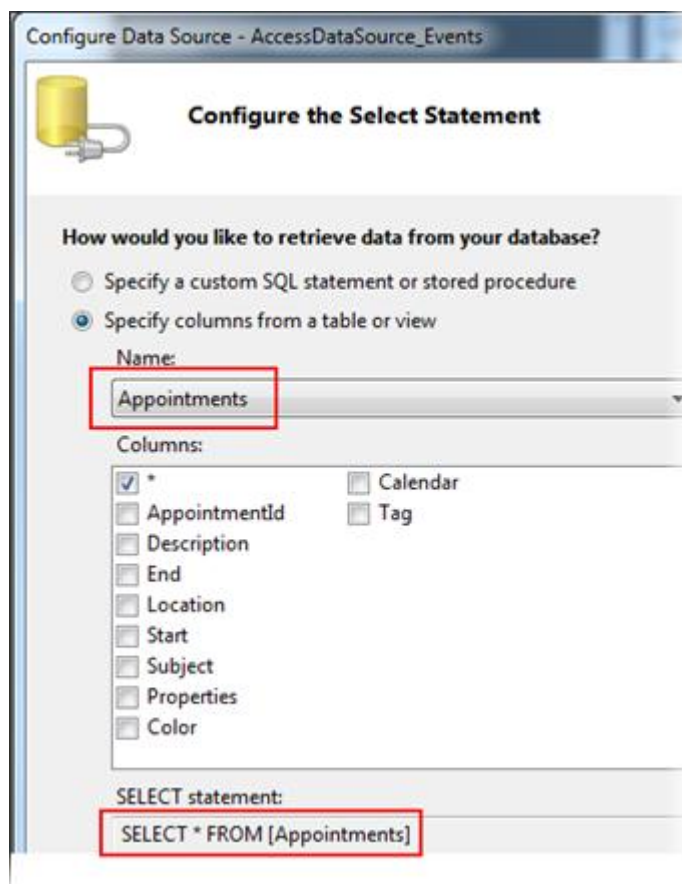 Configure Data Source - AccessDataSource_Events
Configure the Select Statement
How would you like to retrieve data from your database?
Specify a custom SQL statement or stored procedure
Specify columns from a table or view
Name:
Appointments
Columns:
*
AppointmentId
Description
End
Location
Start
Subject
Properties
Color
Calendar
Tag
SELECT statement:
SELECT * FROM [Appointments]